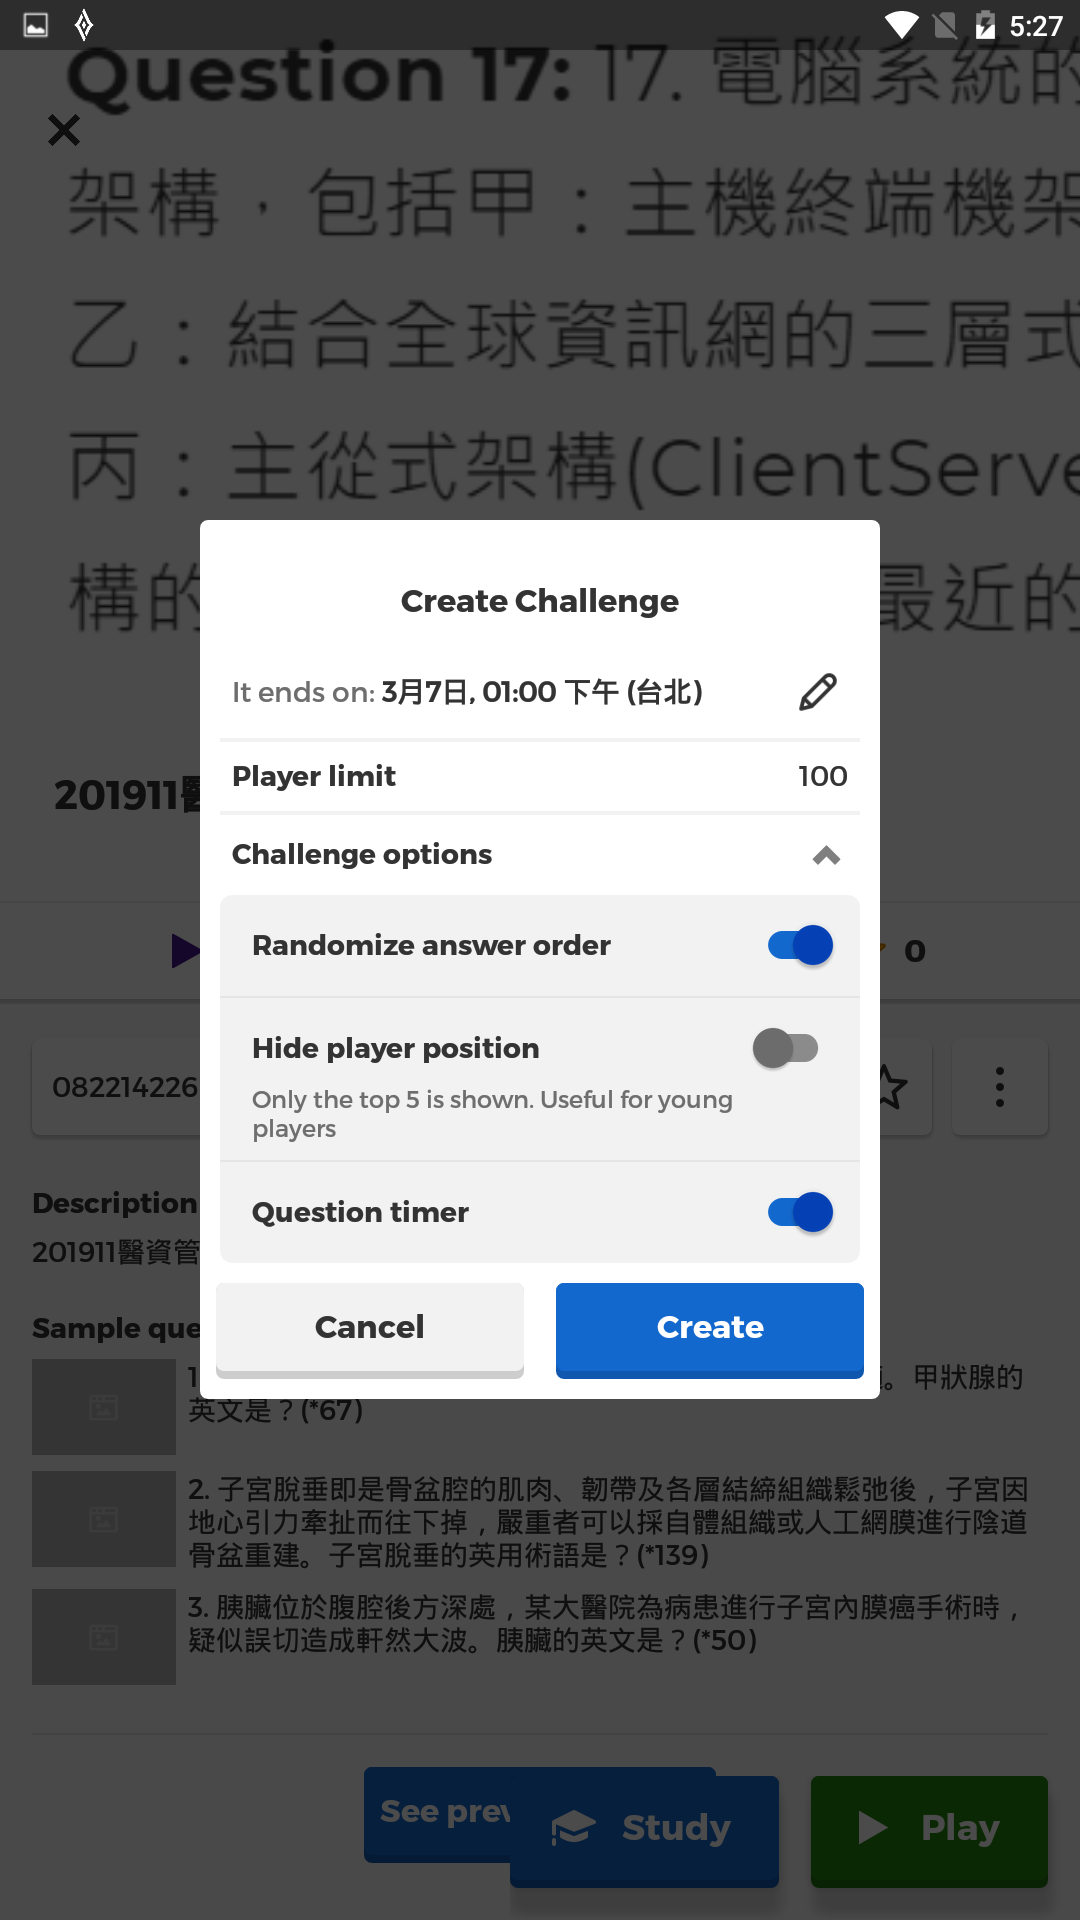 5:27
Question 17: 17. 電腦系統的
架構，包括甲：主機終端機架
乙：結合全球資訊網的三層式
丙：主從式架構(ClientServe
構的
最近的
Create Challenge
It ends on: 3月7日, 01:00 下午 (台北)
Player limit 100
201911醫
Challenge options
Randomize answer order
0
Hide player position
Only the top 5 is shown. Useful for young
players
082214226
Question timer
Description
201911醫資管
Cancel Create
Sample que
1 。甲狀腺的
英文是？(*67)
2. 子宮脫垂即是骨盆腔的肌肉、韌帶及各層結締組織鬆弛後，子宮因
地心引力牽扯而往下掉，嚴重者可以採自體組織或人工網膜進行陰道
骨盆重建。子宮脫垂的英用術語是？(*139)
3. 胰臟位於腹腔後方深處，某大醫院為病患進行子宮內膜癌手術時，
疑似誤切造成軒然大波。胰臟的英文是？(*50)
See prev
Study
Play